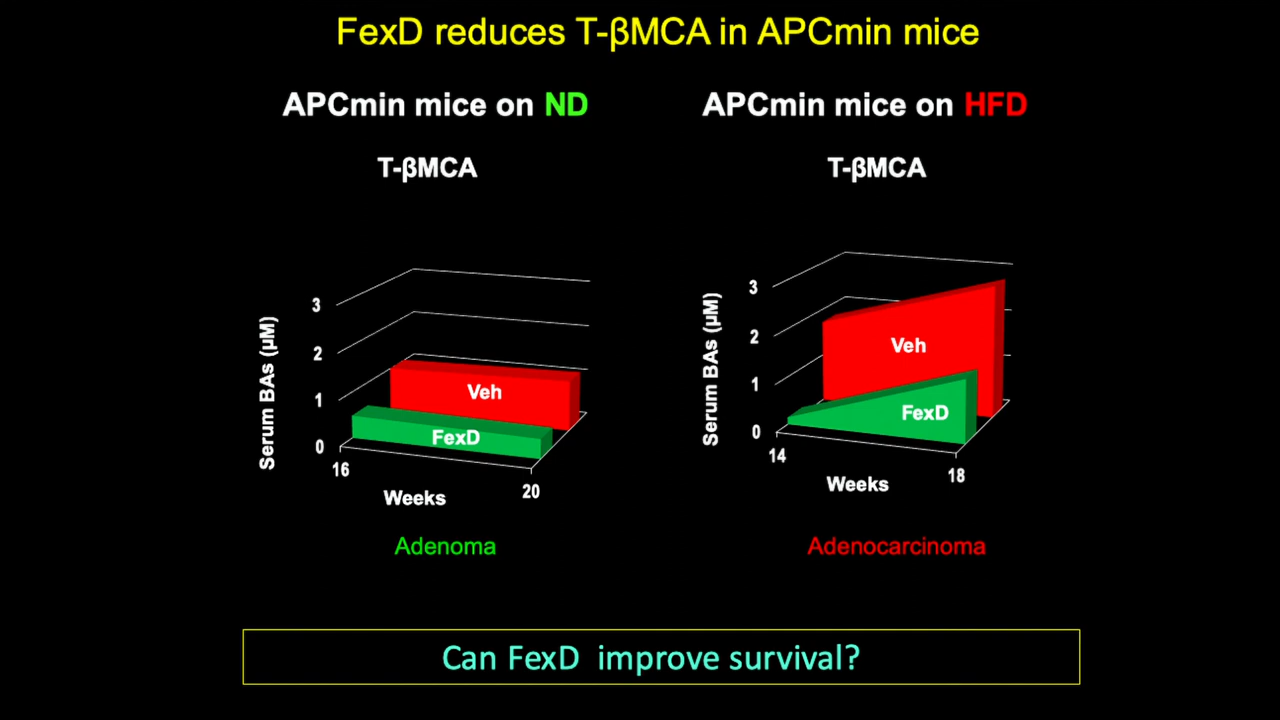 FexD reduces T-βMCA in APCmin mice
APCmin mice on ND
T-βMCA
Serum BAs (µM)
3
2
1
0
Veh
FexD
16
20
Weeks
Adenoma
APCmin mice on HFD
T-βMCA
Serum BAs (µM)
3
2
1
0
Veh
FexD
14
18
Weeks
Adenocarcinoma
Can FexD improve survival?